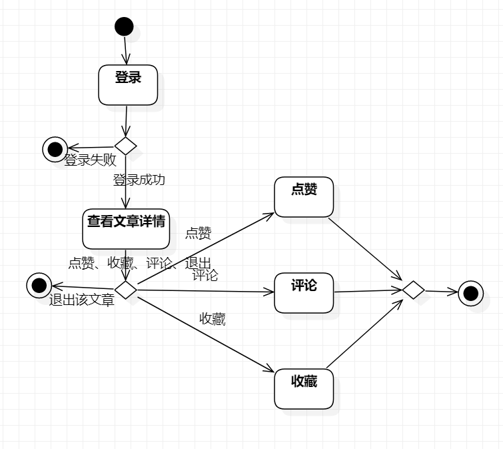 登录
登录失败
登录成功
查看文章详情
点赞
点赞
点赞、收藏、评论、退出
评论
评论
退出该文章
收藏
收藏